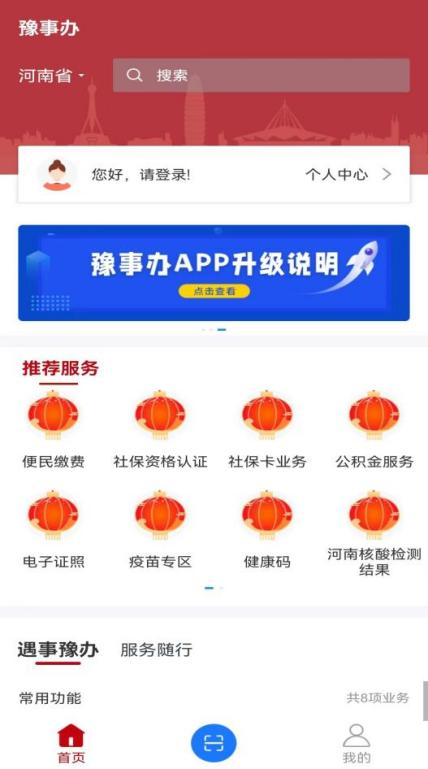 豫事办
河南省
搜索
您好，请登录!
个人中心
豫事办APP升级说明
点击查看
推荐服务
便民缴费
社保资格认证
社保卡业务
公积金服务
电子证照
疫苗专区
健康码
河南核酸检测
结果
遇事豫办
服务随行
常用功能
共8项业务
首页
我的